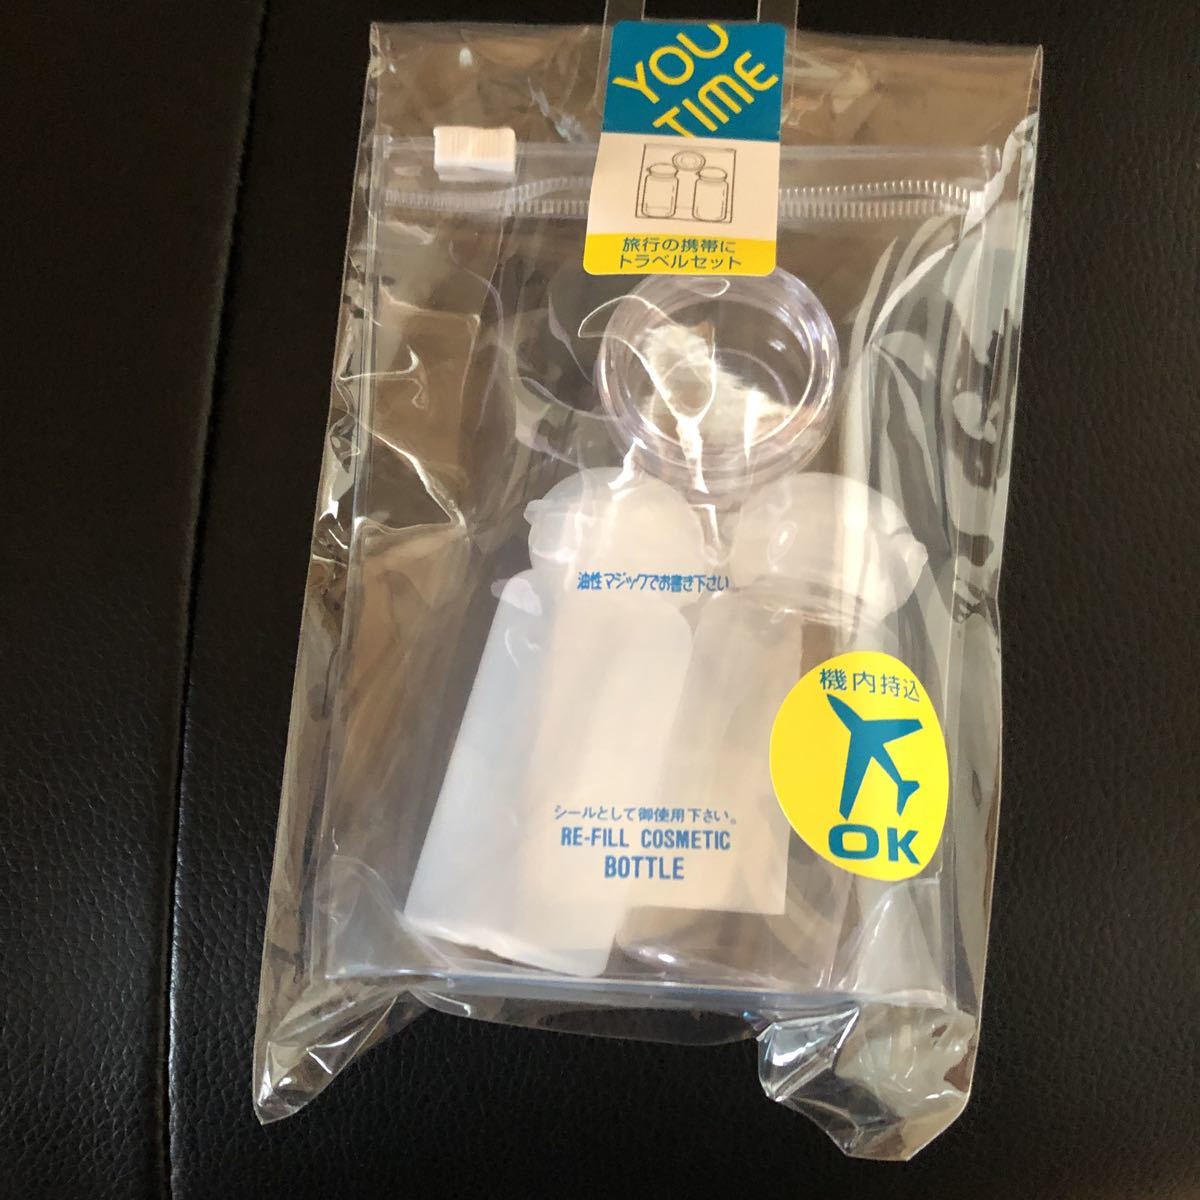 YOU
TIME
旅行の携帯に
トラベルセット
油性マジックでお書き下さい。
機内持込
OK
シールとして御使用下さい。
RE-FILL COSMETIC
BOTTLE